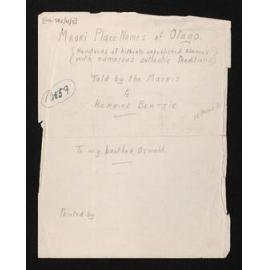 Maori Place Names of Otago.
{Hundreds of hitherto unpublished names}
{with numerous authentic Traditions}
Told by the Maoris
to
Herries Beattie
To my brother, Oswald.
Printed by